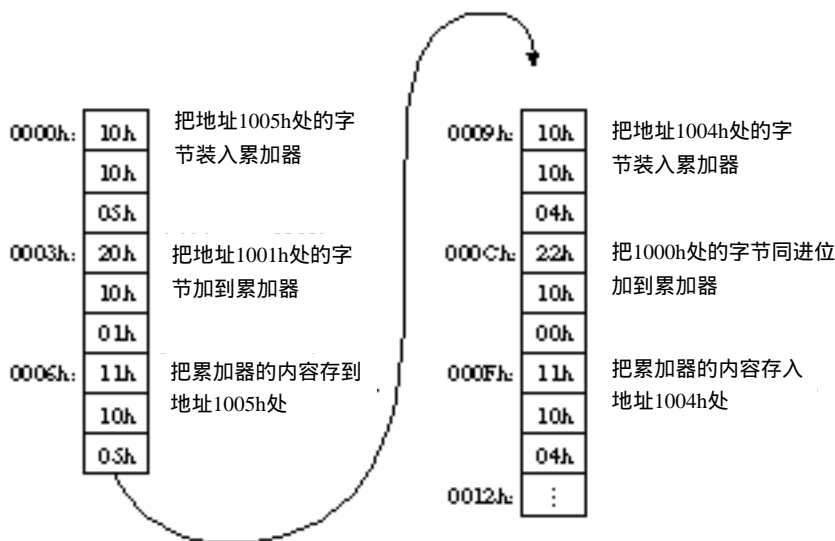 0000h: 10h 把地址1005h处的字
10h 节装入累加器
05h
0003h: 20h 把地址1001h处的字
10h 节加到累加器
01h
0006h: 11h 把累加器的内容存到
10h 地址1005h处
05h
0009h: 10h 把地址1004h处的字
10h 节装入累加器
04h
000Ch: 22h 把1000h处的字节同进位
10h 加到累加器
00h
000Fh: 11h 把累加器的内容存入
10h 地址1004h处
04h
0012h: ⋮